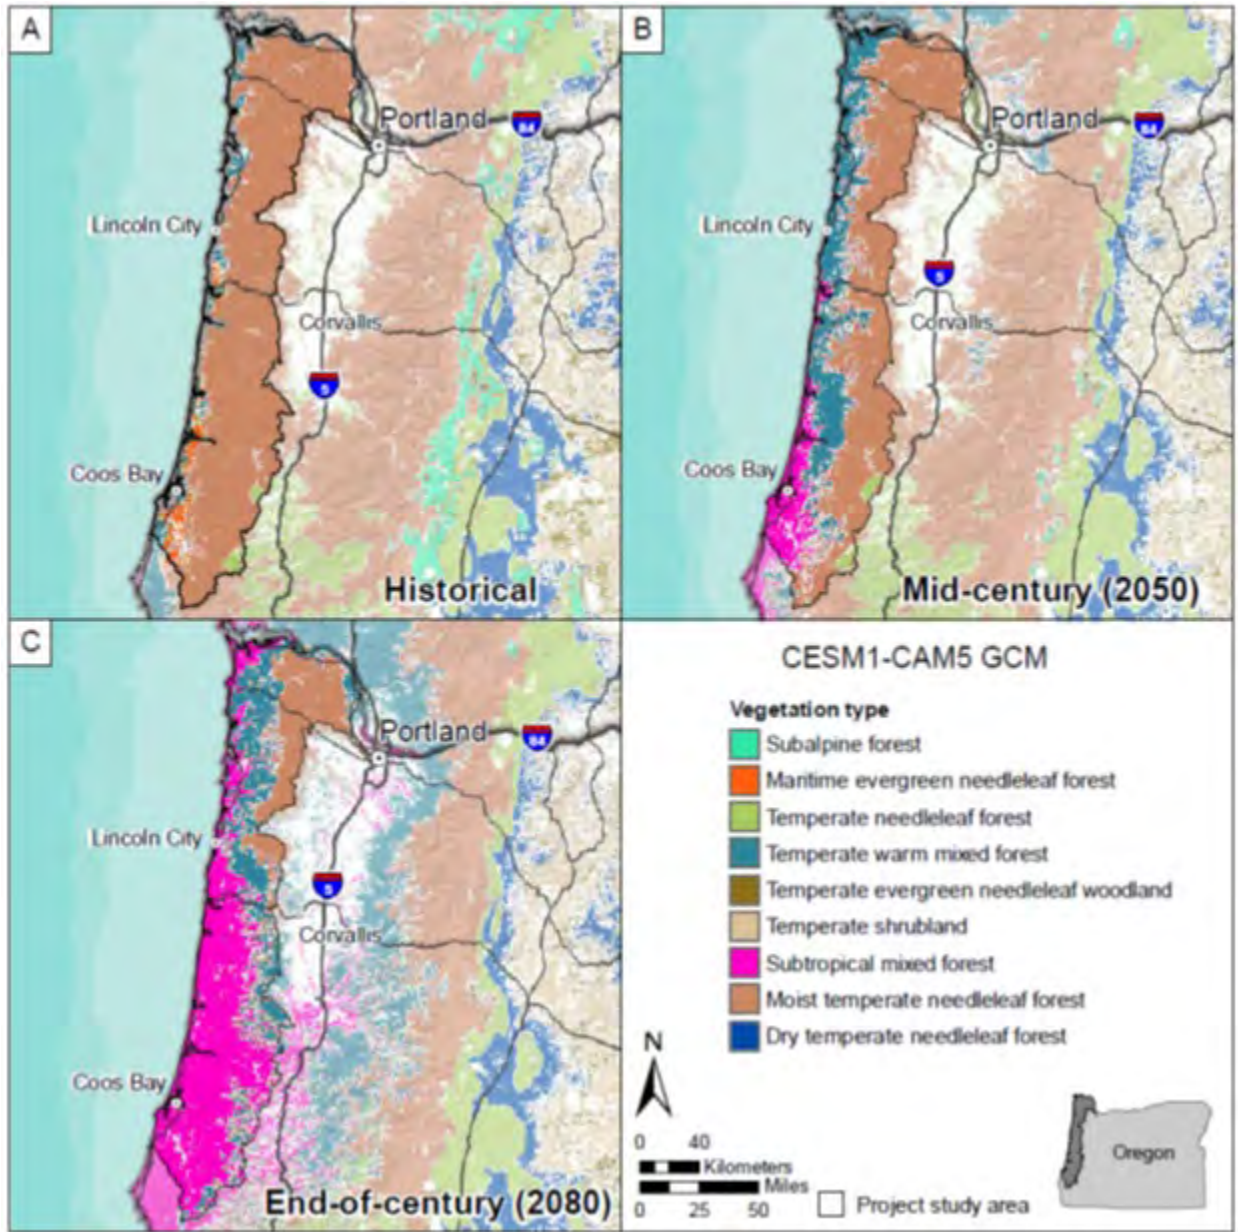 A
Portland
84
Lincoln City
Corvallis
5
Coos Bay
Historical
B
Portland
84
Lincoln City
5
Corvallis
Coos Bay
Mid-century (2050)
C
Portland
84
Lincoln City
5
Corvallis
Coos Bay
End-of-century (2080)
CESM1-CAM5 GCM
Vegetation type
Subalpine forest
Maritime evergreen needleleaf forest
Temperate needleleaf forest
Temperate warm mixed forest
Temperate evergreen needleleaf woodland
Temperate shrubland
Subtropical mixed forest
Moist temperate needleleaf forest
Dry temperate needleleaf forest
N
0 40
Kilometers
Miles
0 25 50
Project study area
Oregon